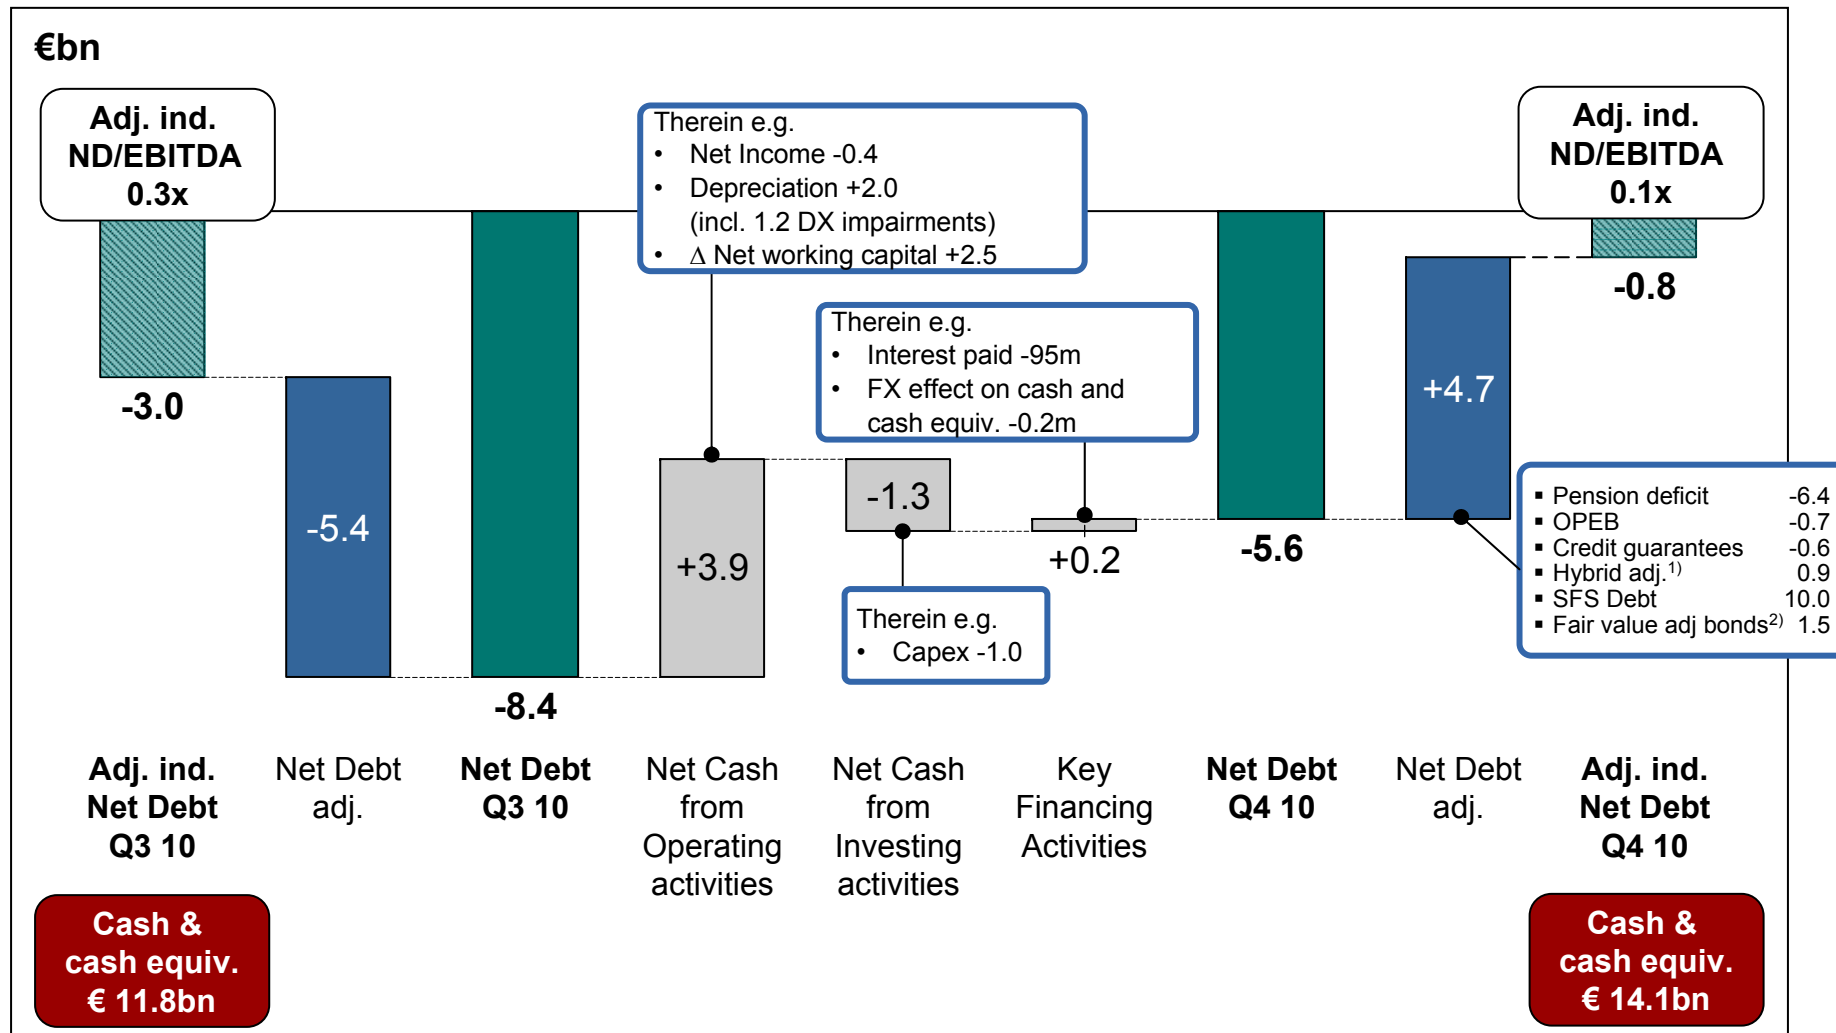 €bn
Adj. ind.
ND/EBITDA
0.3x
Therein e.g.
• Net Income -0.4
• Depreciation +2.0
(incl. 1.2 DX impairments)
• Δ Net working capital +2.5
Adj. ind.
ND/EBITDA
0.1x
Therein e.g.
• Interest paid -95m
• FX effect on cash and
cash equiv. -0.2m
-3.0
-5.4
-8.4
+3.9
-1.3
+0.2
-5.6
+4.7
-0.8
Therein e.g.
• Capex -1.0
▪ Pension deficit -6.4
▪ OPEB -0.7
▪ Credit guarantees -0.6
▪ Hybrid adj.1) 0.9
▪ SFS Debt 10.0
▪ Fair value adj bonds2) 1.5
Adj. ind.
Net Debt
Q3 10
Net Debt
adj.
Net Debt
Q3 10
Net Cash
from
Operating
activities
Net Cash
from
Investing
activities
Key
Financing
Activities
Net Debt
Q4 10
Net Debt
adj.
Adj. ind.
Net Debt
Q4 10
Cash &
cash equiv.
€ 11.8bn
Cash &
cash equiv.
€ 14.1bn